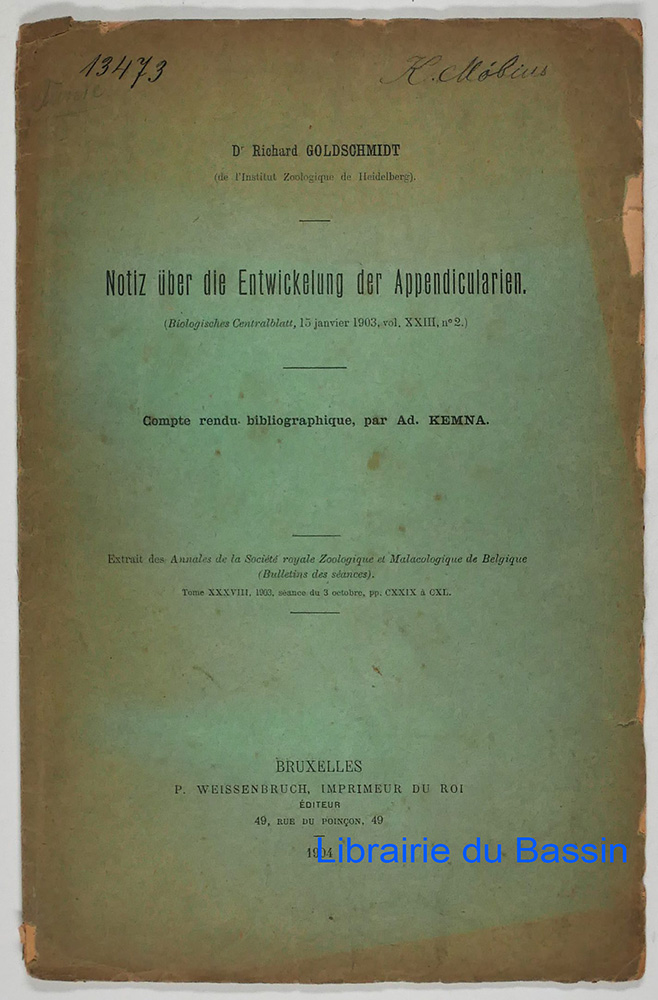 13473
K. Möbius
Dr Richard GOLDSCHMIDT
(de l'Institut Zoologique de Heidelberg).
Notiz über die Entwickelung der Appendicularien.
(Biologisches Centralblatt, 15 janvier 1903, vol. XXIII, no 2.)
Compte rendu bibliographique, par Ad. KEMNA.
Extrait des Annales de la Société royale Zoologique et Malacologique de Belgique
(Bulletins des séances).
Tome XXXVIII, 1903, séance du 3 octobre, pp. CXXIX à CXL.
BRUXELLES
P. WEISSENBRUCH, IMPRIMEUR DU ROI
ÉDITEUR
49, RUE DU POINÇON, 49
1904
Librairie du Bassin